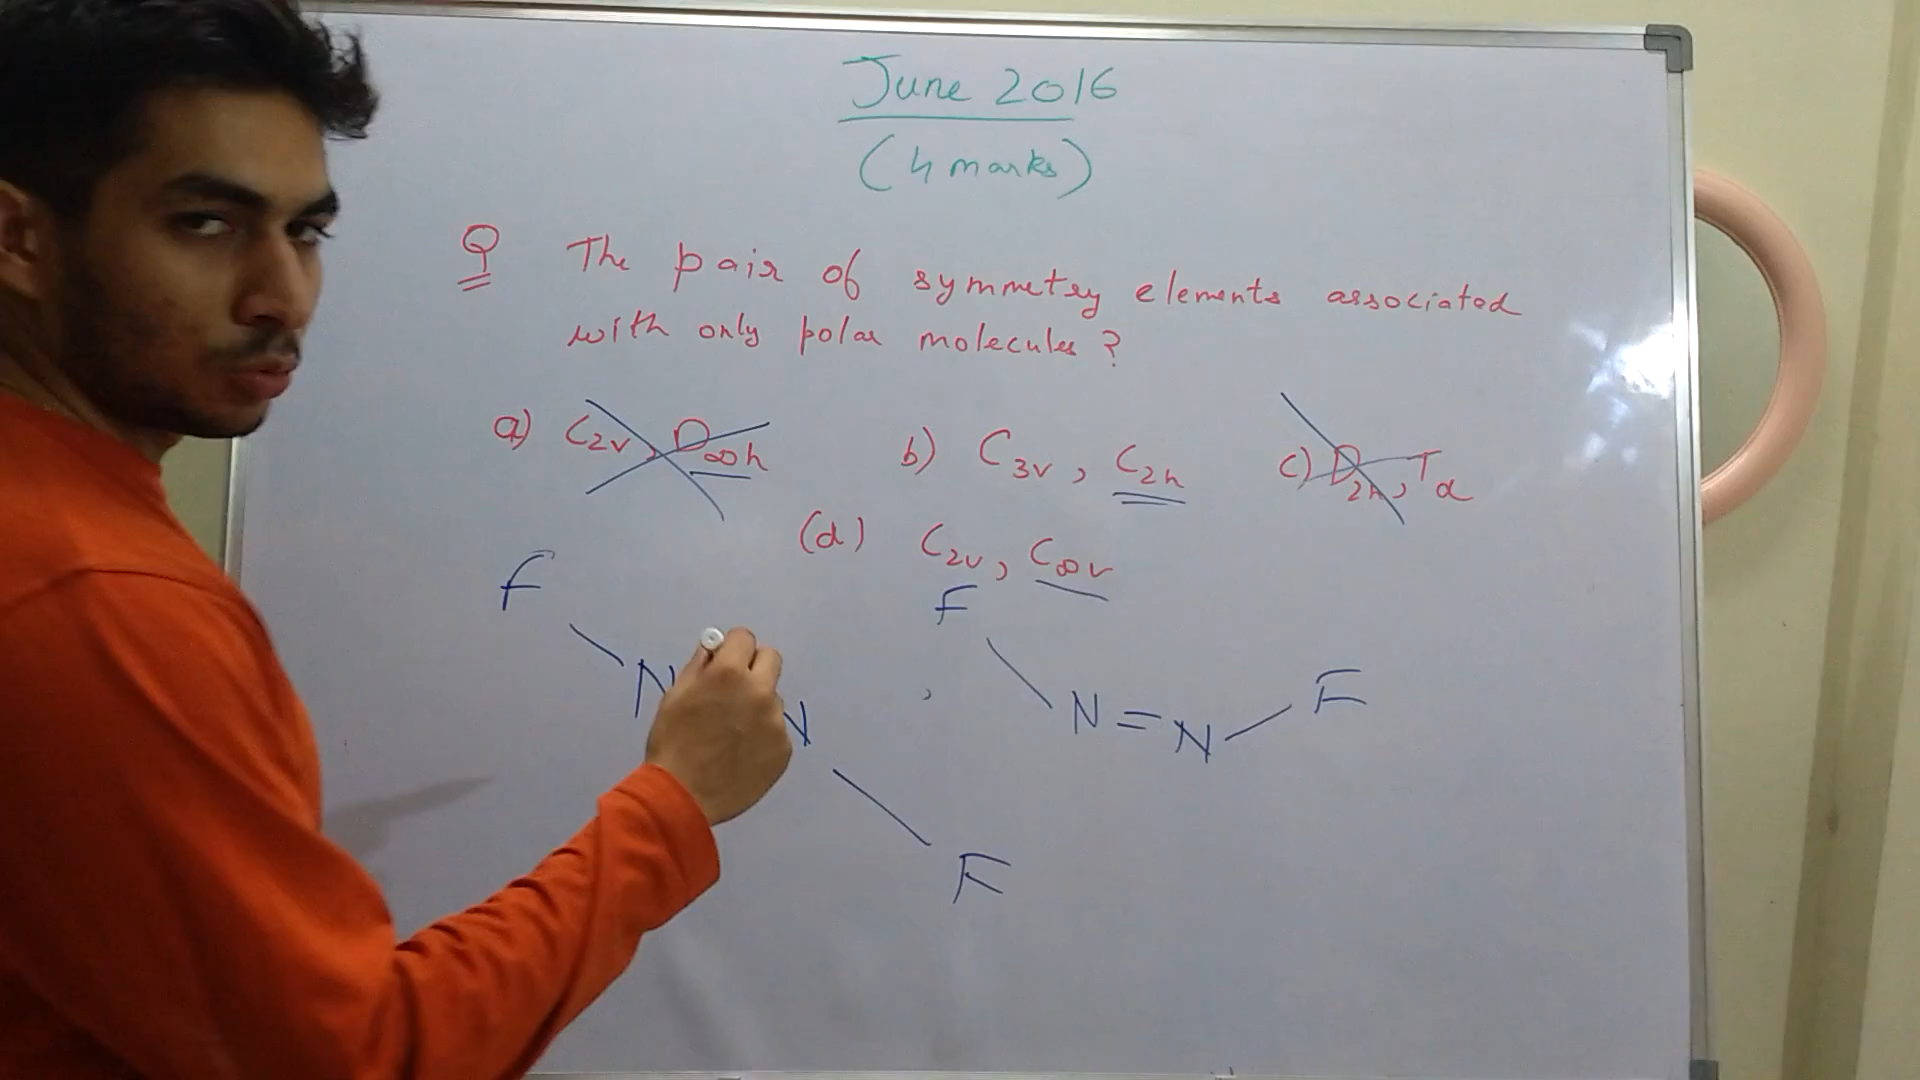 June 2016
(4 marks)
Q The pair of symmetry elements associated
with only polar molecules ?
a) C2v, D∞h b) C3v, C2h c) D2h, Td
(d) C2v, C∞v
F F
N N , N = N F
F